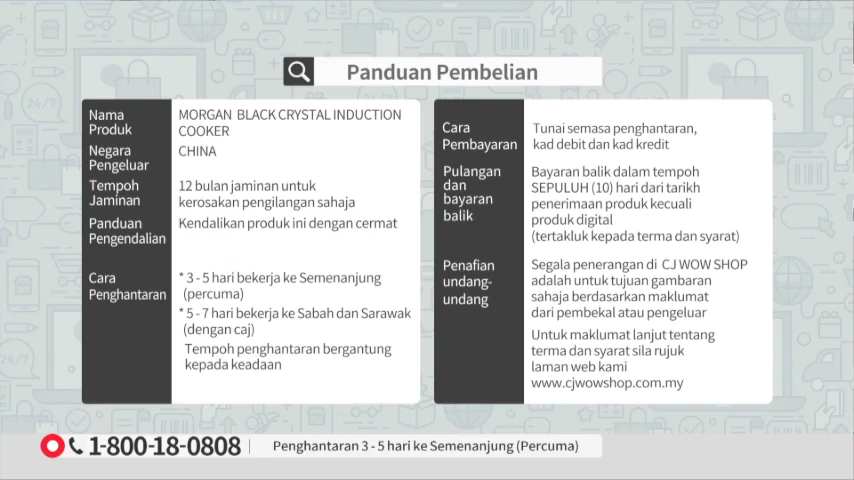 Panduan Pembelian
Nama
Produk
MORGAN BLACK CRYSTAL INDUCTION
COOKER
Negara
Pengeluar
CHINA
Tempoh
Jaminan
12 bulan jaminan untuk
kerosakan pengilangan sahaja
Panduan
Pengendalian
Kendalikan produk ini dengan cermat
Cara
Penghantaran
* 3 - 5 hari bekerja ke Semenanjung
(percuma)
* 5 - 7 hari bekerja ke Sabah dan Sarawak
(dengan caj)
Tempoh penghantaran bergantung
kepada keadaan
Cara
Pembayaran
Tunai semasa penghantaran,
kad debit dan kad kredit
Pulangan
dan
bayaran
balik
Bayaran balik dalam tempoh
SEPULUH (10) hari dari tarikh
penerimaan produk kecuali
produk digital
(tertakluk kepada terma dan syarat)
Penafian
undang-
undang
Segala penerangan di CJ WOW SHOP
adalah untuk tujuan gambaran
sahaja berdasarkan maklumat
dari pembekal atau pengeluar
Untuk maklumat lanjut tentang
terma dan syarat sila rujuk
laman web kami
www.cjwowshop.com.my
1-800-18-0808
Penghantaran 3 - 5 hari ke Semenanjung (Percuma)
24/7
24/7